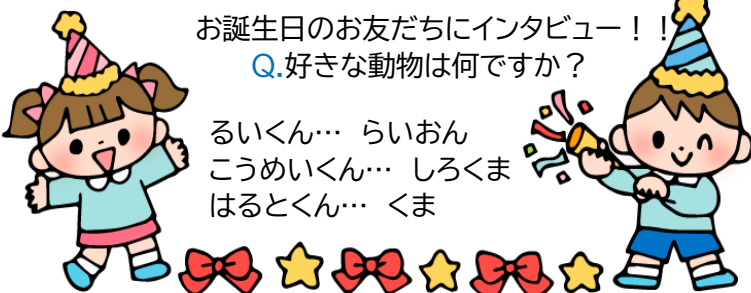 お誕生日のお友だちにインタビュー！！
Q.好きな動物は何ですか？
るいくん… らいおん
こうめいくん… しろくま
はるとくん… くま